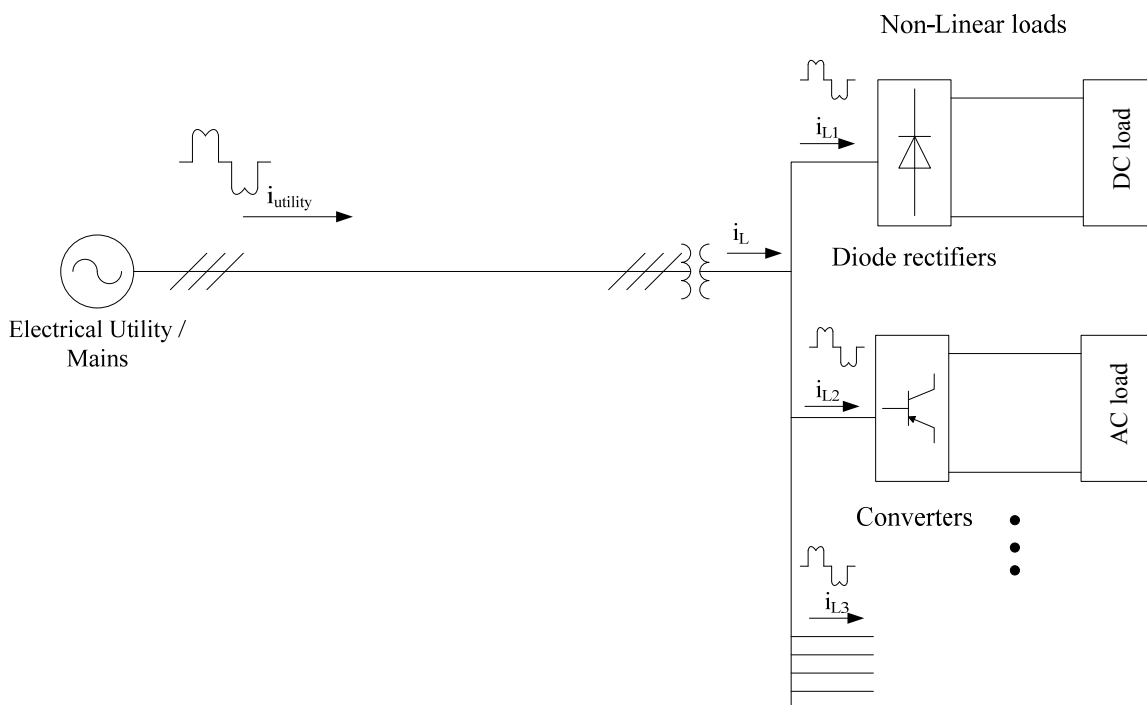 Non-Linear loads
i_L1
DC load
i_utility
i_L
Diode rectifiers
Electrical Utility /
Mains
i_L2
AC load
Converters
i_L3